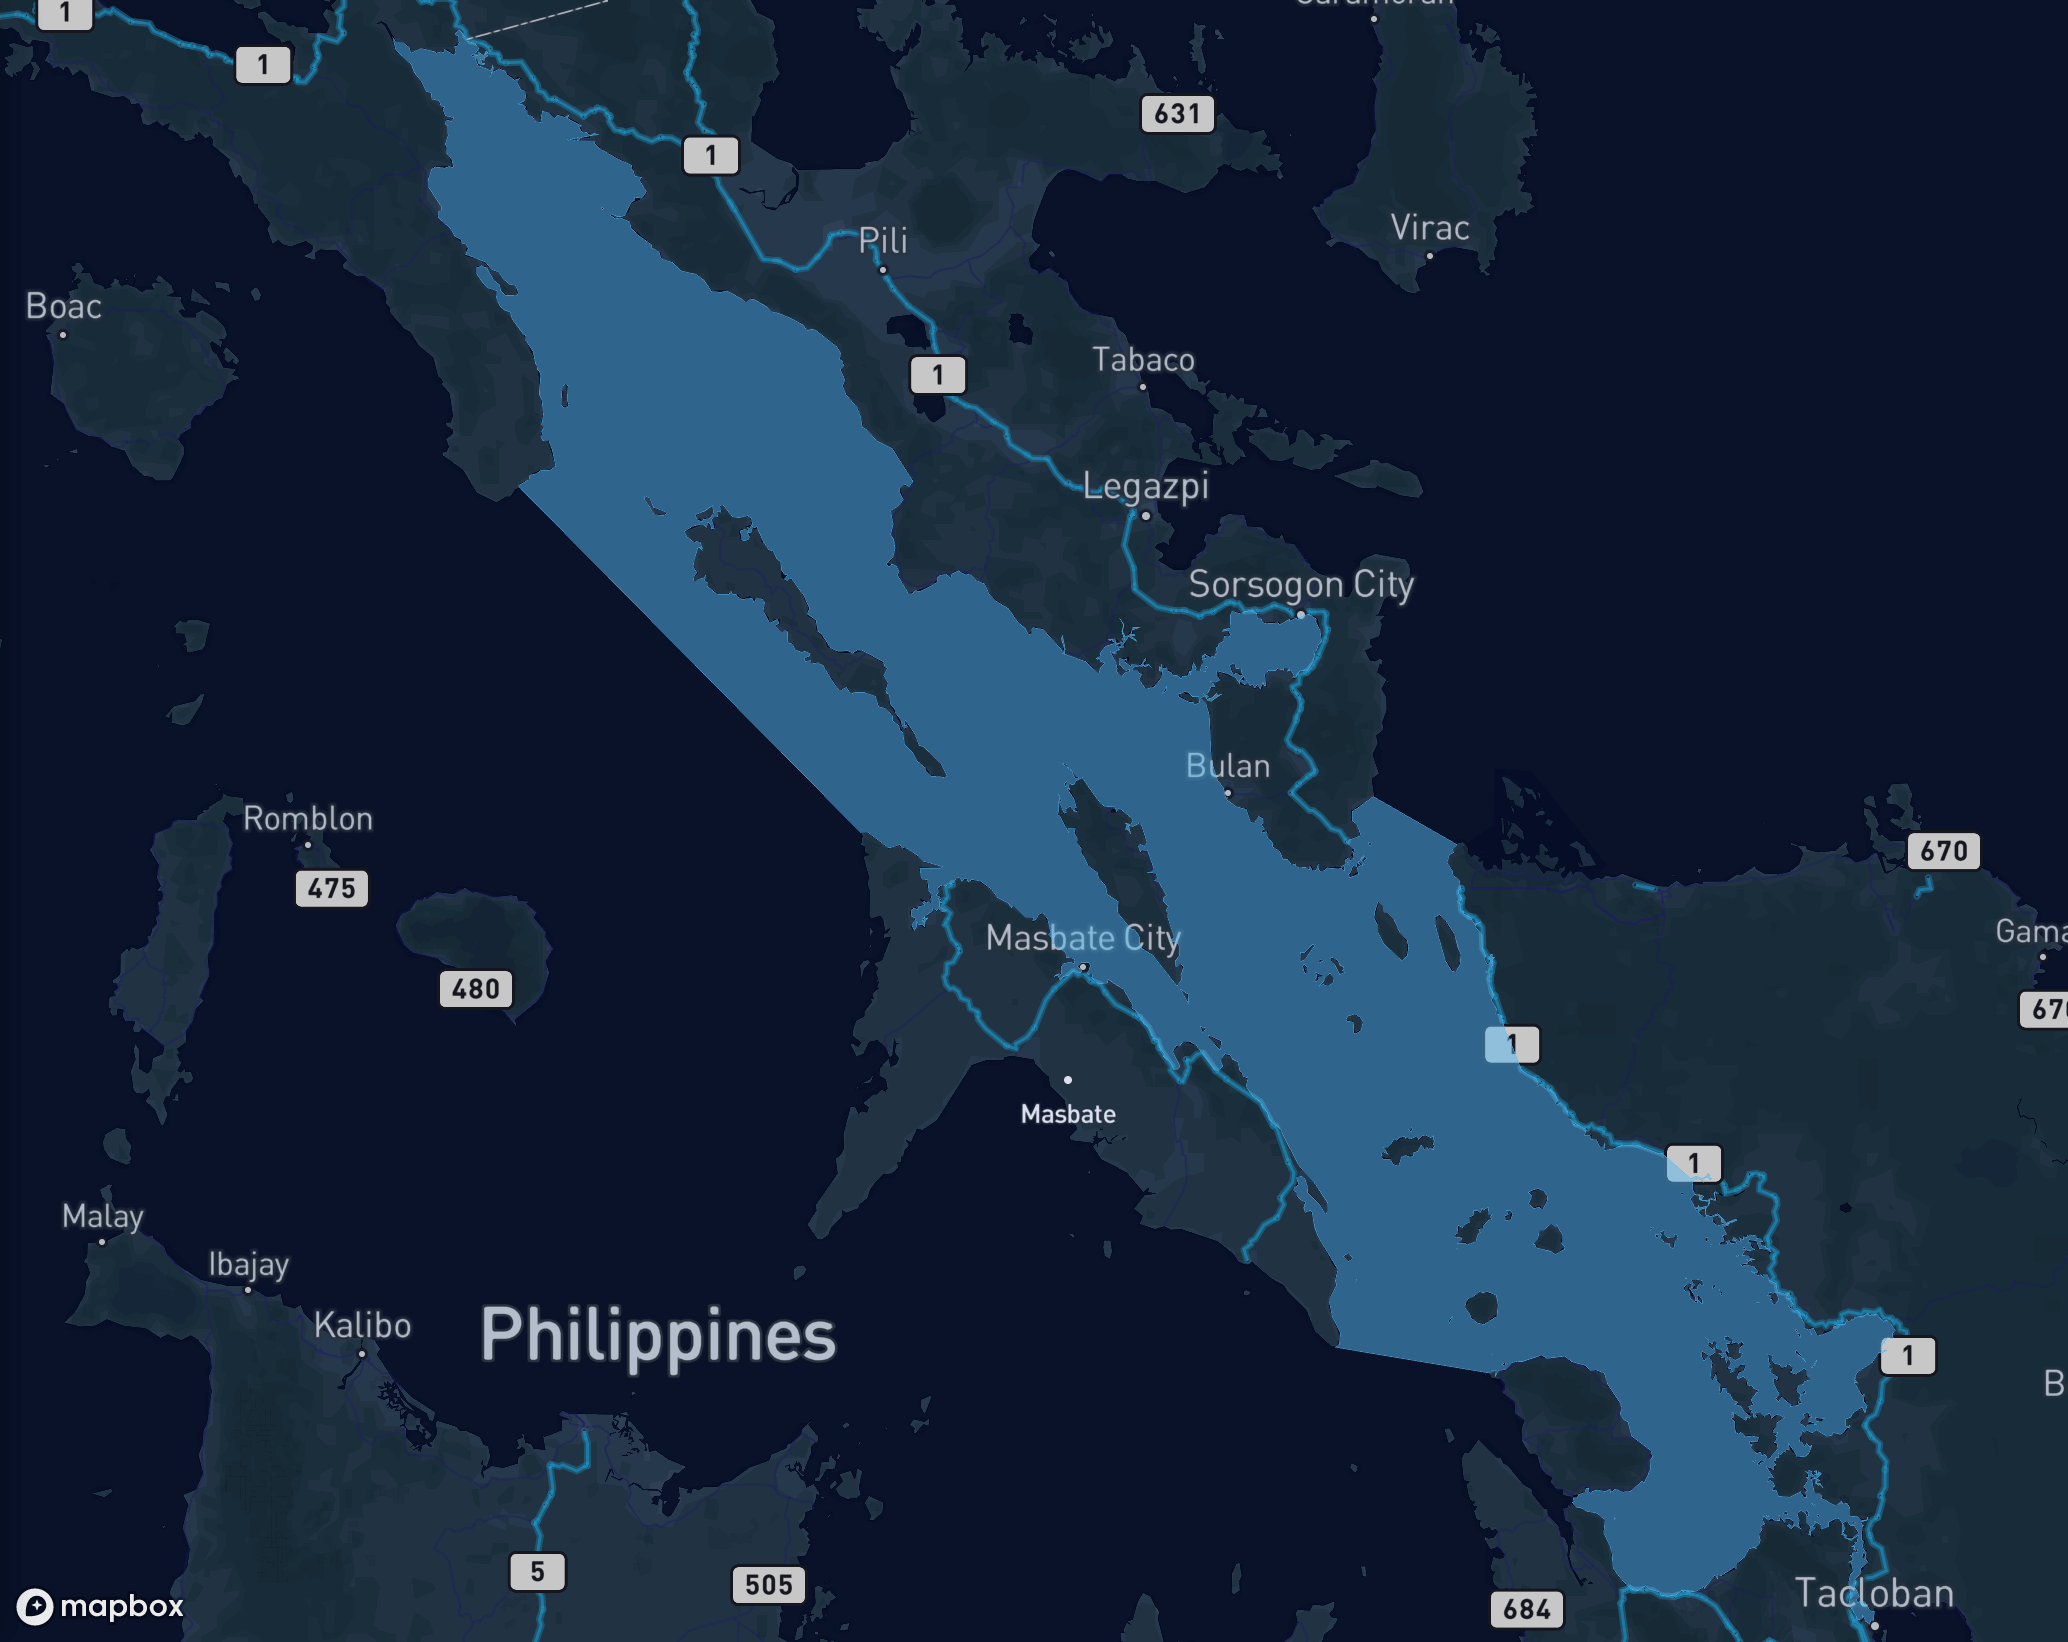 1
1
631
1
Virac
Pili
Boac
Tabaco
1
Legazpi
Sorsogon City
Bulan
Romblon
475
670
Masbate City
480
1
Masbate
1
Malay
Ibajay
Kalibo
Philippines
1
5
505
684
Tacloban
mapbox